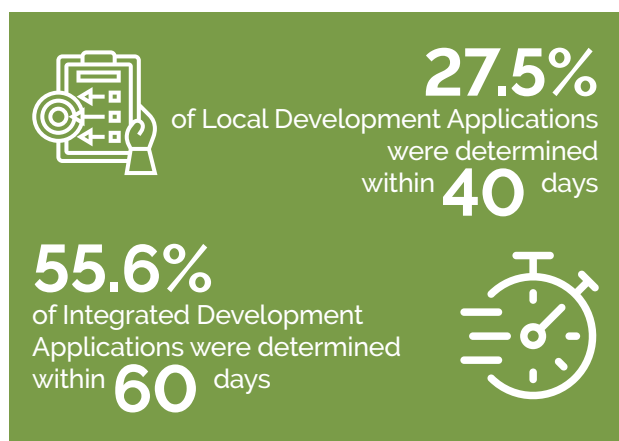 27.5%
of Local Development Applications
were determined
within 40 days
55.6%
of Integrated Development
Applications were determined
within 60 days